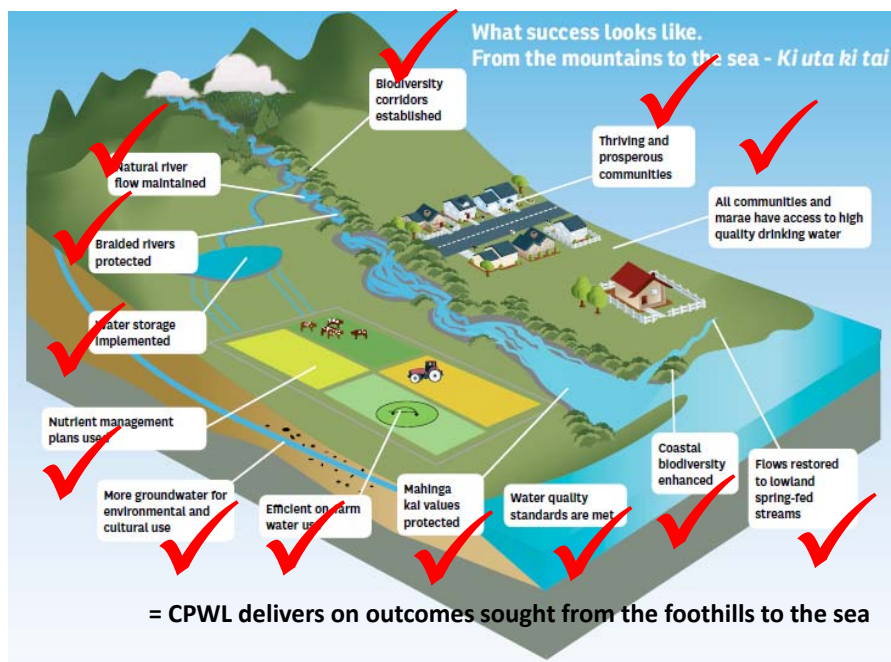 What success looks like.
From the mountains to the sea - Ki uta ki tai
Biodiversity
corridors
established
Thriving and
prosperous
communities
Natural river
flow maintained
All communities and
marae have access to high
quality drinking water
Braided rivers
protected
Water storage
implemented
Nutrient management
plans used
More groundwater for
environmental and
cultural use
Efficient on farm
water use
Mahinga
kai values
protected
Water quality
standards are met
Coastal
biodiversity
enhanced
Flows restored
to lowland
spring-fed
streams
= CPWL delivers on outcomes sought from the foothills to the sea